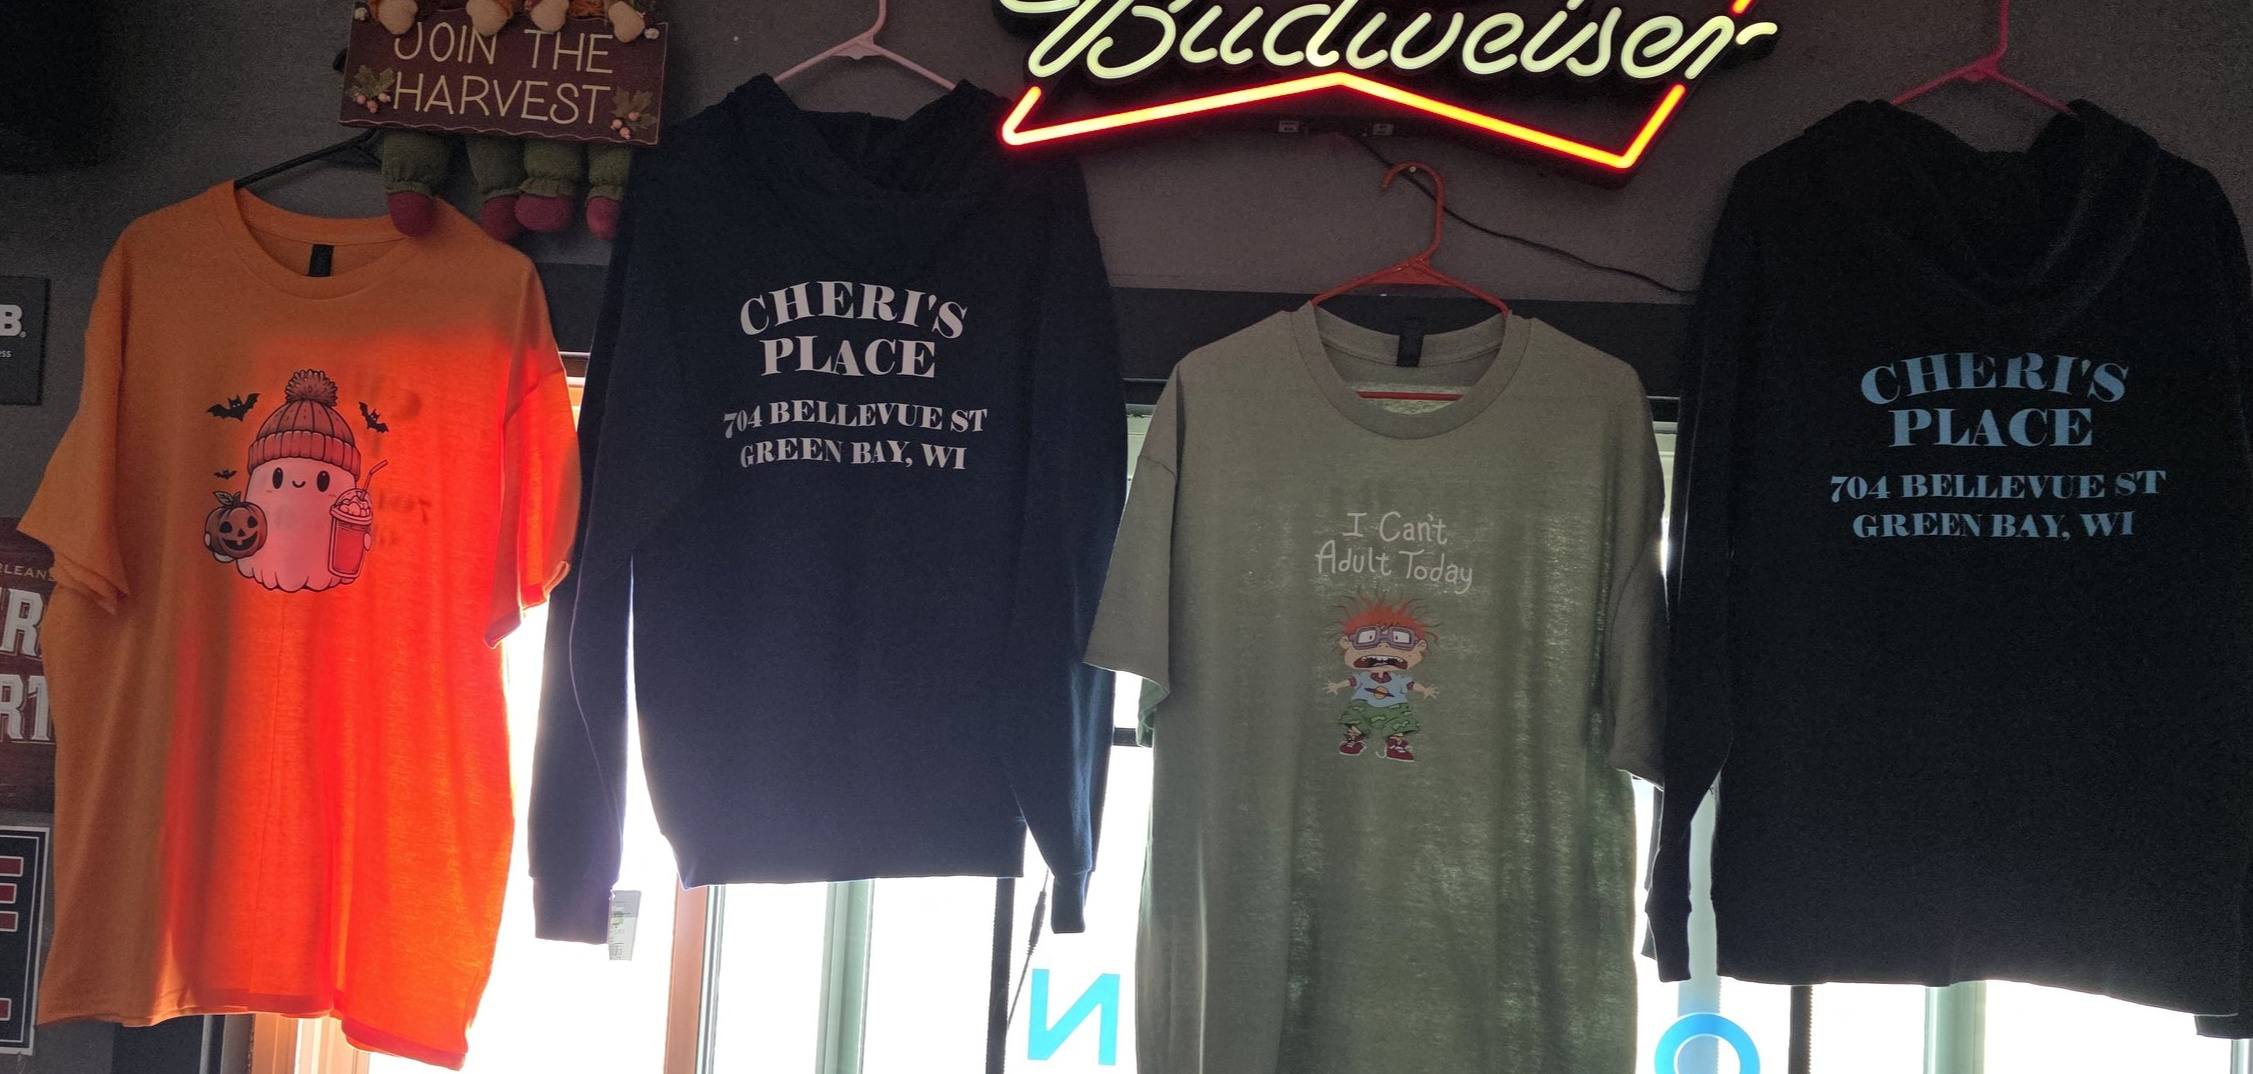 JOIN THE
HARVEST
Budweiser
CHERI'S
PLACE
704 BELLEVUE ST
GREEN BAY, WI
I Can't
Adult Today
CHERI'S
PLACE
704 BELLEVUE ST
GREEN BAY, WI
N
O